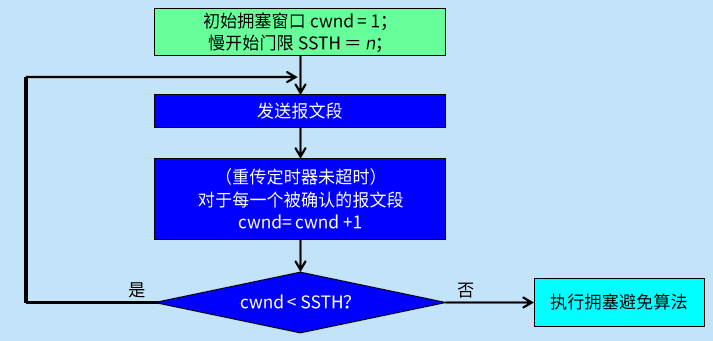 初始拥塞窗口 cwnd = 1；
慢开始门限 SSTH ＝ n；
发送报文段
（重传定时器未超时）
对于每一个被确认的报文段
cwnd= cwnd +1
cwnd < SSTH？
是
否
执行拥塞避免算法